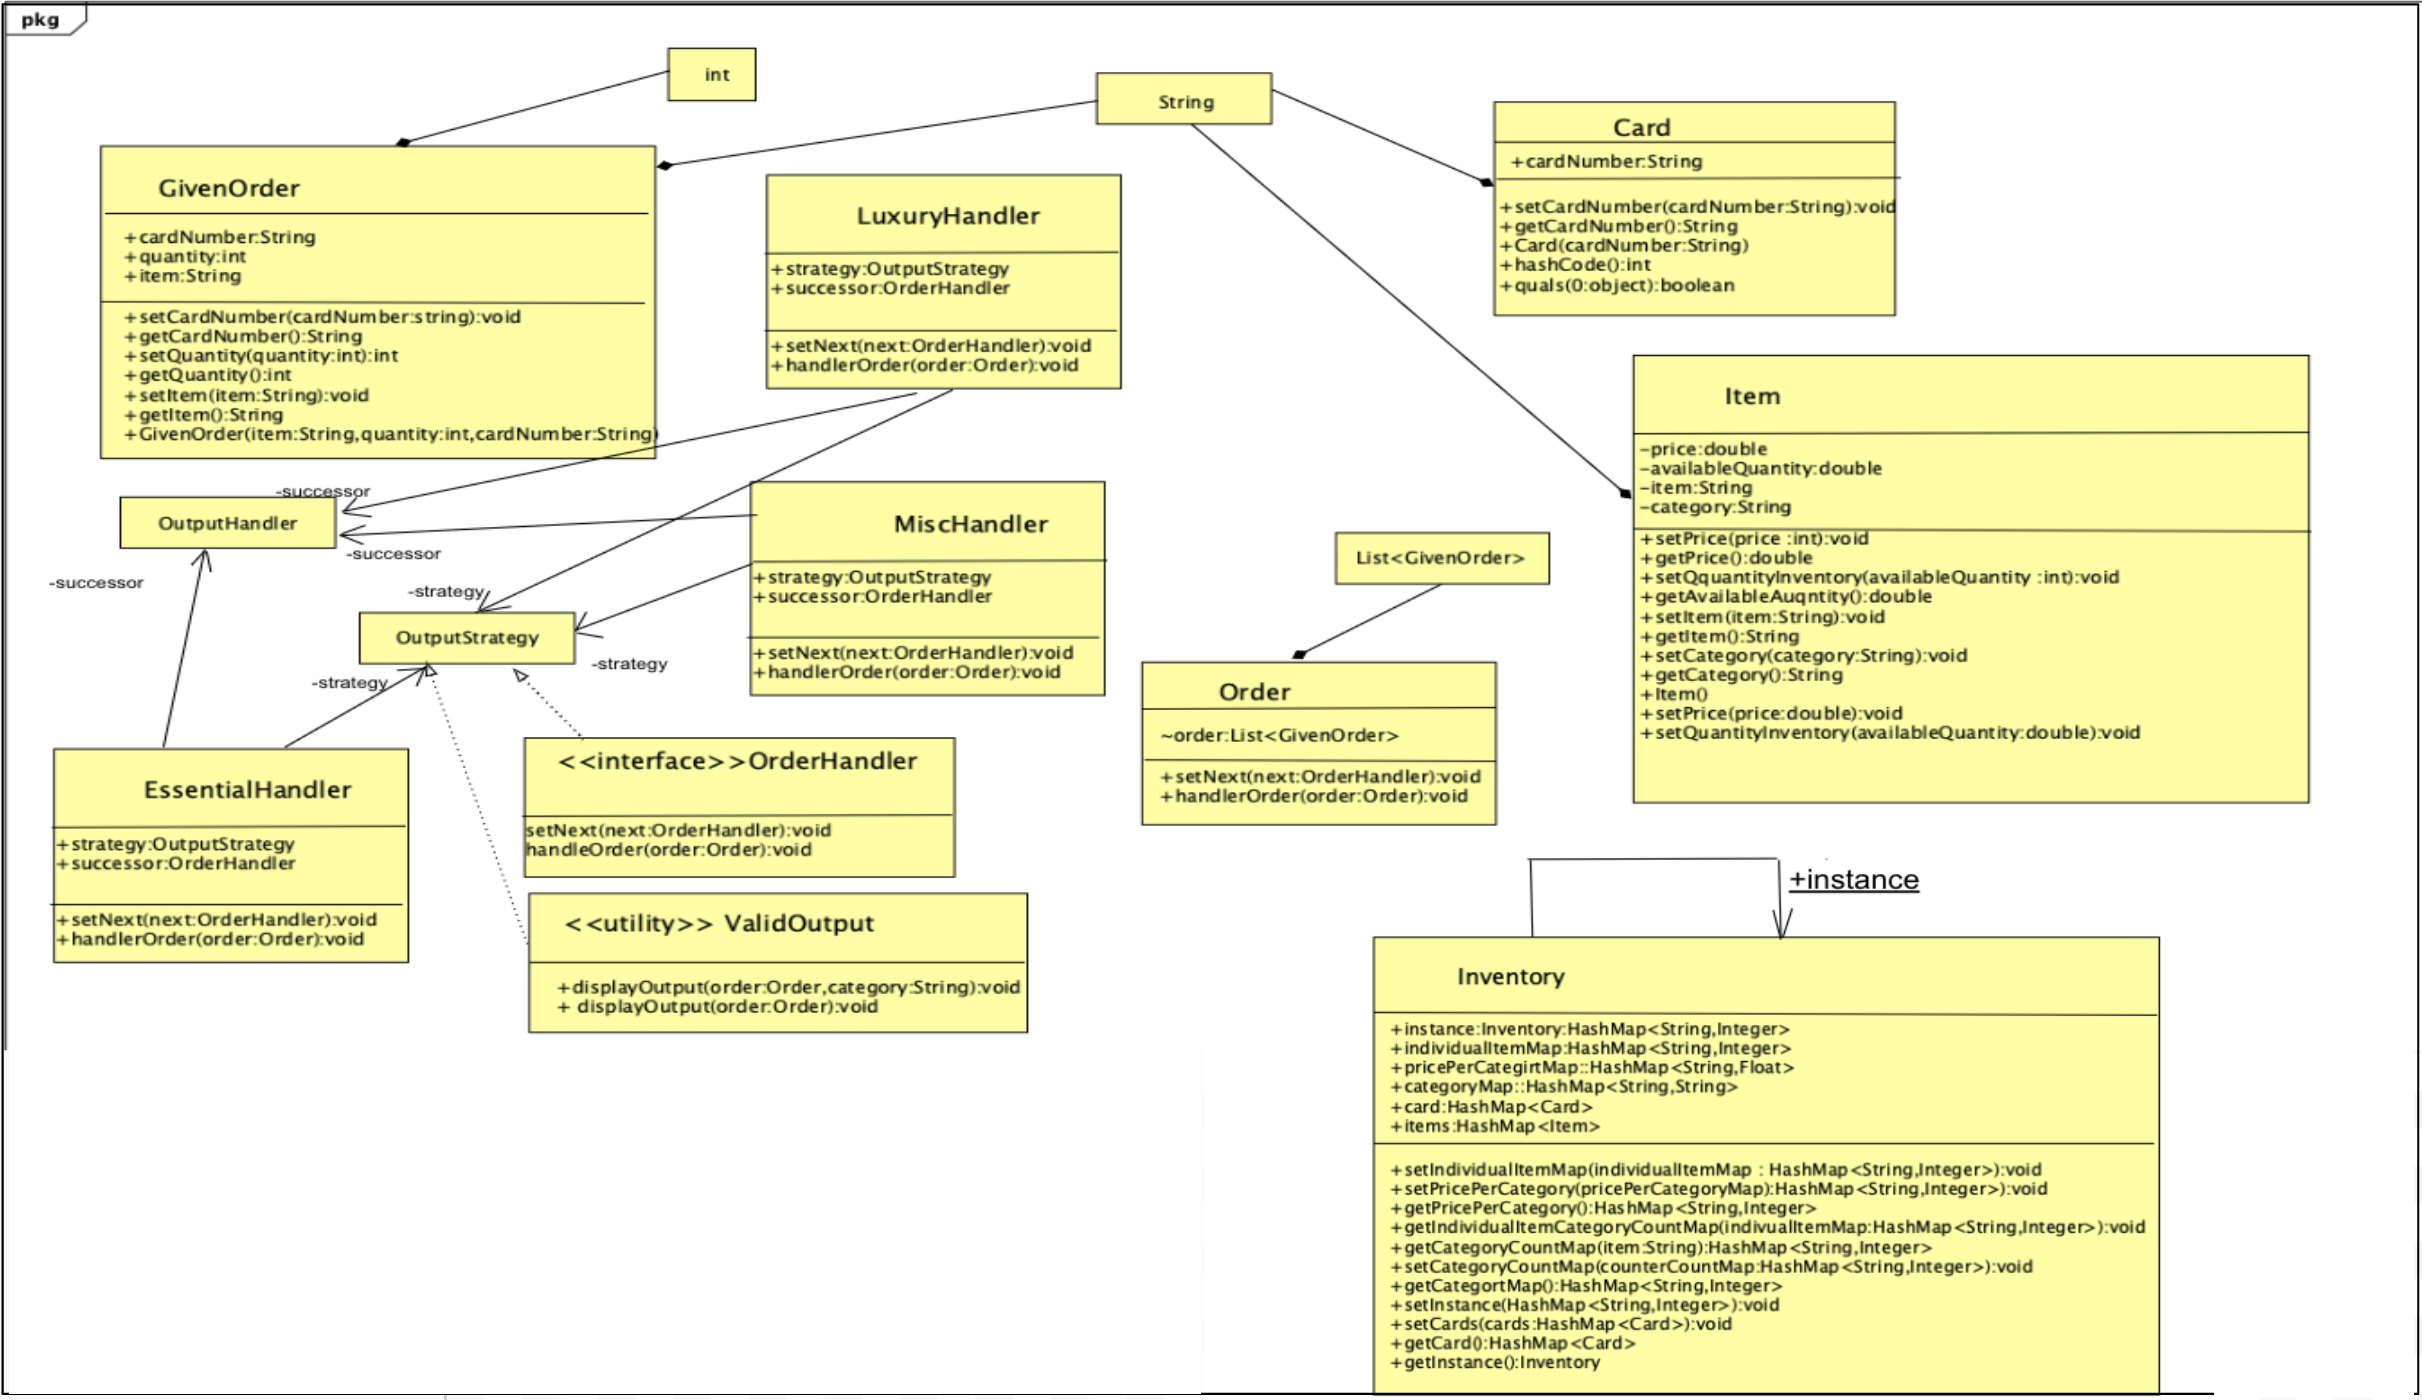 pkg
int
String
Card
+cardNumber:String
+setCardNumber(cardNumber:String):void
+getCardNumber():String
+Card(cardNumber:String)
+hashCode():int
+quals(0:object):boolean
GivenOrder
+cardNumber:String
+quantity:int
+item:String
+setCardNumber(cardNumber:string):void
+getCardNumber():String
+setQuantity(quantity:int):int
+getQuantity():int
+setItem(item:String):void
+getItem():String
+GivenOrder(item:String,quantity:int,cardNumber:String)
LuxuryHandler
+strategy:OutputStrategy
+successor:OrderHandler
+setNext(next:OrderHandler):void
+handlerOrder(order:Order):void
Item
-price:double
-availableQuantity:double
-item:String
-category:String
+setPrice(price :int):void
+getPrice():double
+setQquantityInventory(availableQuantity :int):void
+getAvailableAuqntity():double
+setItem(item:String):void
+getItem():String
+setCategory(category:String):void
+getCategory():String
+Item()
+setPrice(price:double):void
+setQuantityInventory(availableQuantity:double):void
-successor
OutputHandler
-successor
-successor
MiscHandler
+strategy:OutputStrategy
+successor:OrderHandler
+setNext(next:OrderHandler):void
+handlerOrder(order:Order):void
List<GivenOrder>
-strategy
OutputStrategy
-strategy
-strategy
Order
~order:List<GivenOrder>
+setNext(next:OrderHandler):void
+handlerOrder(order:Order):void
EssentialHandler
+strategy:OutputStrategy
+successor:OrderHandler
+setNext(next:OrderHandler):void
+handlerOrder(order:Order):void
<<interface>>OrderHandler
setNext(next:OrderHandler):void
handleOrder(order:Order):void
<<utility>> ValidOutput
+displayOutput(order:Order,category:String):void
+ displayOutput(order:Order):void
+instance
Inventory
+instance:Inventory:HashMap<String,Integer>
+individualItemMap:HashMap<String,Integer>
+pricePerCategirtMap::HashMap<String,Float>
+categoryMap::HashMap<String,String>
+card:HashMap<Card>
+items:HashMap<Item>
+setIndividualItemMap(individualItemMap : HashMap<String,Integer>):void
+setPricePerCategory(pricePerCategoryMap):HashMap<String,Integer>):void
+getPricePerCategory():HashMap<String,Integer>
+getIndividualItemCategoryCountMap(indivualItemMap:HashMap<String,Integer>):void
+getCategoryCountMap(item:String):HashMap<String,Integer>
+setCategoryCountMap(counterCountMap:HashMap<String,Integer>):void
+getCategortMap():HashMap<String,Integer>
+setInstance(HashMap<String,Integer>):void
+setCards(cards:HashMap<Card>):void
+getCard():HashMap<Card>
+getInstance():Inventory